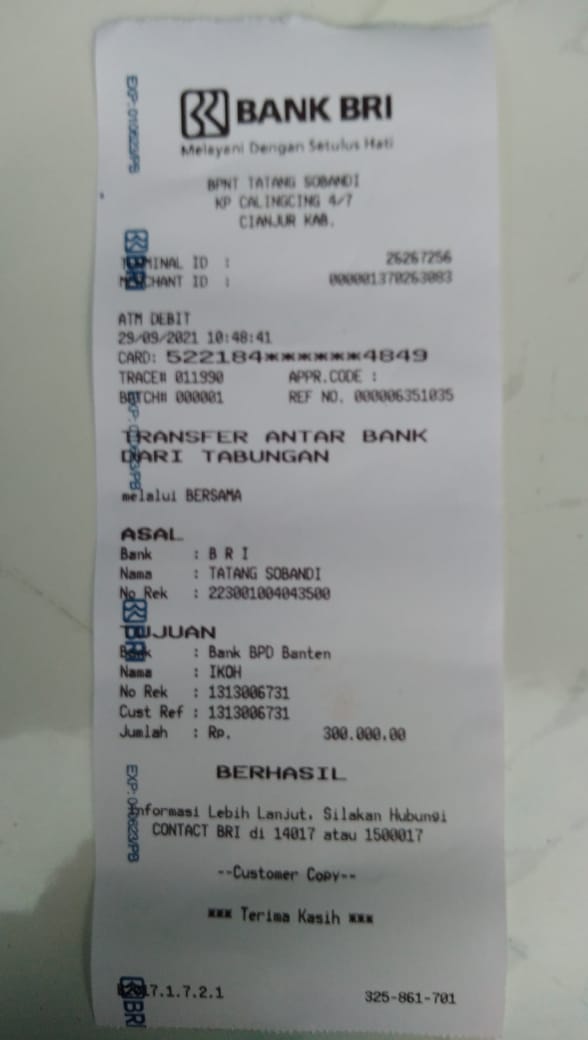 BANK BRI
Melayani Dengan Setulus Hati
BPNT TATANG SOBANDI
KP CALINGCING 4/7
CIANJUR KAB.
TERMINAL ID : 26267256
MERCHANT ID : 000001370263083
ATM DEBIT
29/09/2021 10:48:41
CARD: 522184******4849
TRACE# 011990 APPR.CODE :
BATCH# 000001 REF NO. 000006351035
TRANSFER ANTAR BANK
DARI TABUNGAN
melalui BERSAMA
ASAL
Bank : B R I
Nama : TATANG SOBANDI
No Rek : 223001004043500
TUJUAN
Bank : Bank BPD Banten
Nama : IKOH
No Rek : 1313006731
Cust Ref : 1313006731
Jumlah : Rp. 300.000.00
BERHASIL
Informasi Lebih Lanjut, Silakan Hubungi
CONTACT BRI di 14017 atau 1500017
--Customer Copy--
*** Terima Kasih ***
17.1.7.2.1 325-861-701
BRI
BRI
BRI